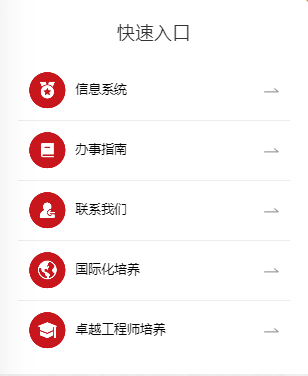 快速入口
信息系统
办事指南
联系我们
国际化培养
卓越工程师培养